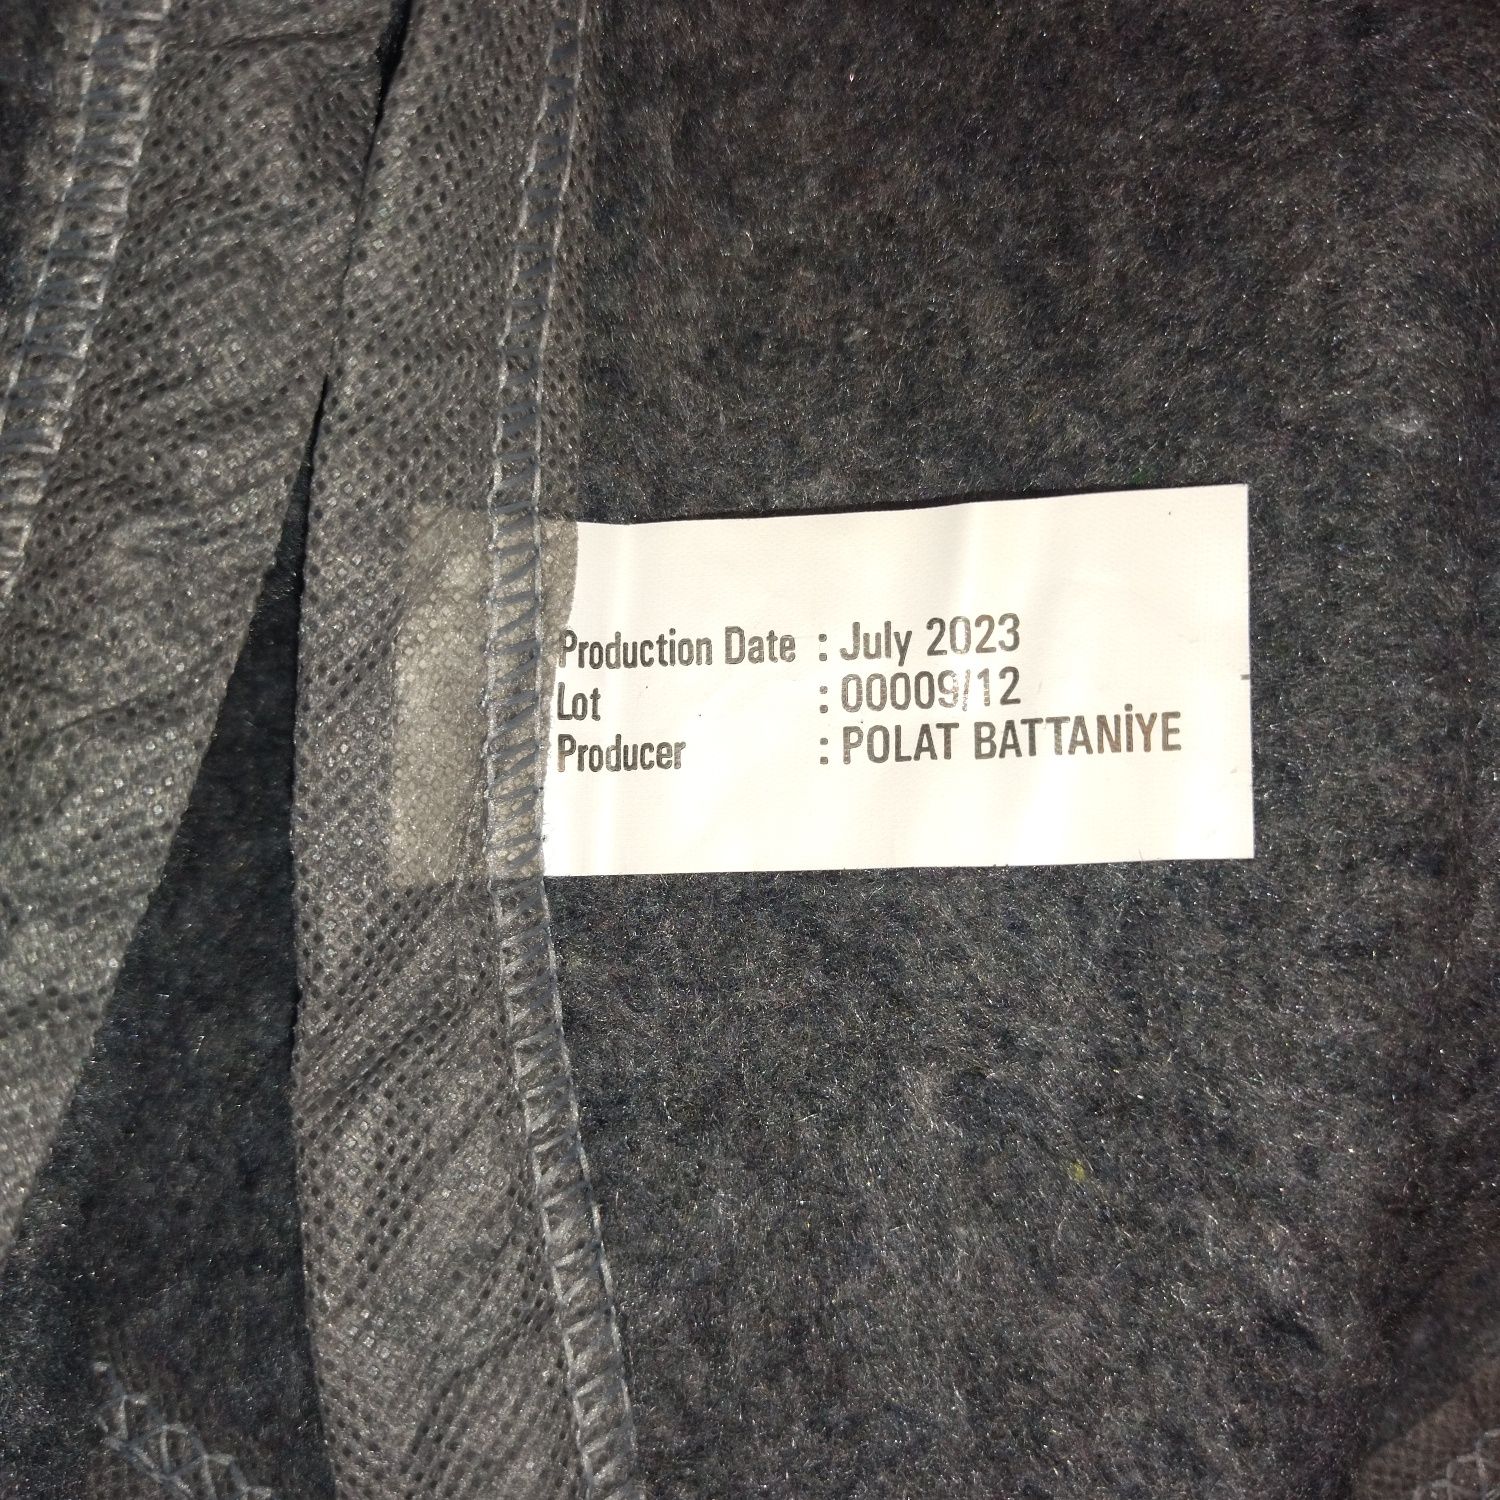 Production Date : July 2023
Lot : 00009/12
Producer : POLAT BATTANİYE